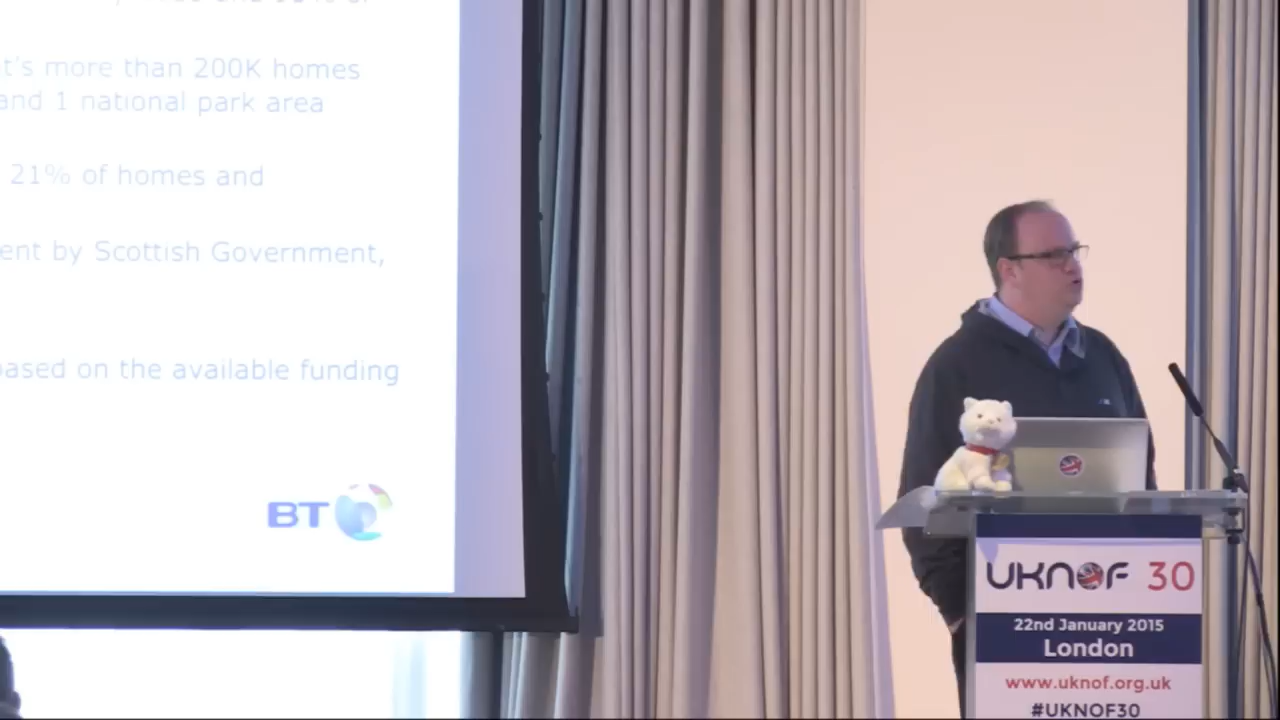 t's more than 200K homes
and 1 national park area
21% of homes and
ent by Scottish Government,
based on the available funding
BT
UKNOF 30
22nd January 2015
London
www.uknof.org.uk
#UKNOF30